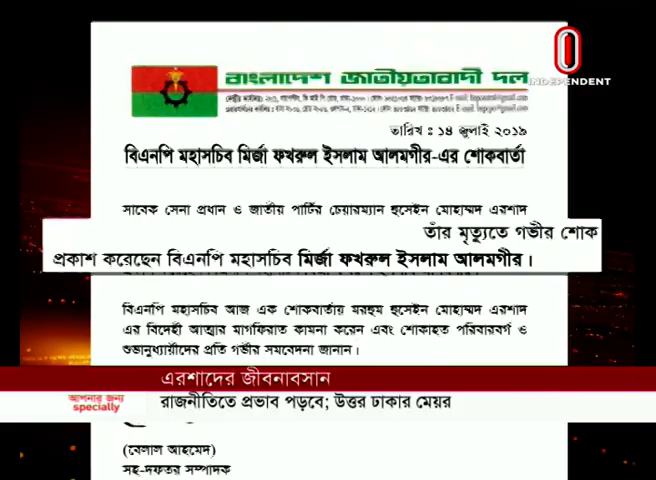 বাংলাদেশ জাতীয়তাবাদী দল
INDEPENDENT
তারিখ : ১৪ জুলাই ২০১৯
বিএনপি মহাসচিব মির্জা ফখরুল ইসলাম আলমগীর-এর শোকবার্তা
সাবেক সেনা প্রধান ও জাতীয় পার্টির চেয়ারম্যান হুসেইন মোহাম্মদ এরশাদ
তাঁর মৃত্যুতে গভীর শোক
প্রকাশ করেছেন বিএনপি মহাসচিব মির্জা ফখরুল ইসলাম আলমগীর।
বিএনপি মহাসচিব আজ এক শোকবার্তায় মরহুম হুসেইন মোহাম্মদ এরশাদ
এর বিদেহী আত্মার মাগফিরাত কামনা করেন এবং শোকাহত পরিবারবর্গ ও
শুভানুধ্যায়ীদের প্রতি গভীর সমবেদনা জানান।
এরশাদের জীবনাবসান
আপনার জন্য
specially
রাজনীতিতে প্রভাব পড়বে; উত্তর ঢাকার মেয়র
(বেলাল আহমেদ)
সহ-দফতর সম্পাদক